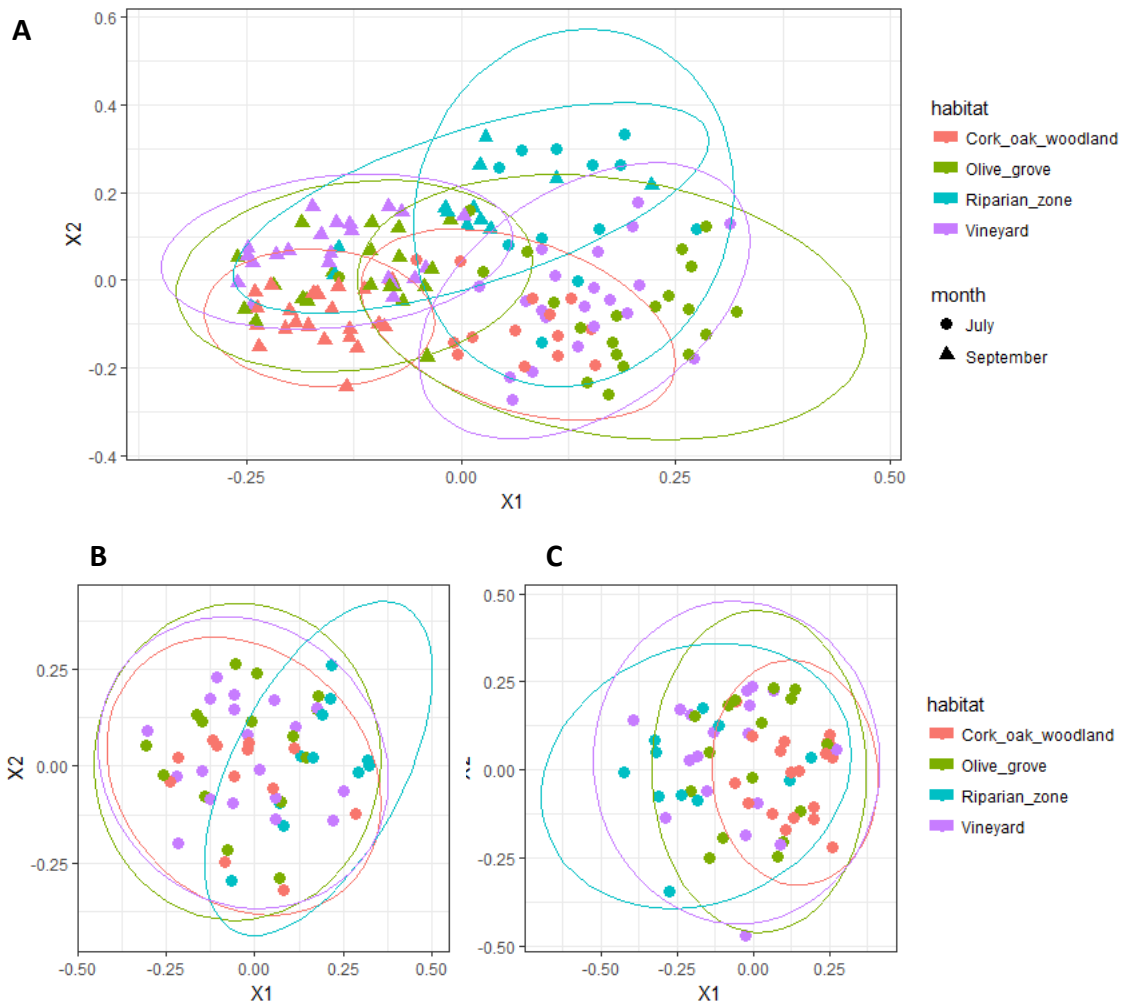 A
0.6
0.4
0.2
0.0
-0.2
-0.4
X2
-0.25
0.00
0.25
0.50
X1
habitat
Cork_oak_woodland
Olive_grove
Riparian_zone
Vineyard
month
July
September
B
0.25
0.00
-0.25
X2
-0.50
-0.25
0.00
0.25
0.50
X1
C
0.50
0.25
0.00
-0.25
-0.50
-0.50
-0.25
0.00
0.25
X1
habitat
Cork_oak_woodland
Olive_grove
Riparian_zone
Vineyard